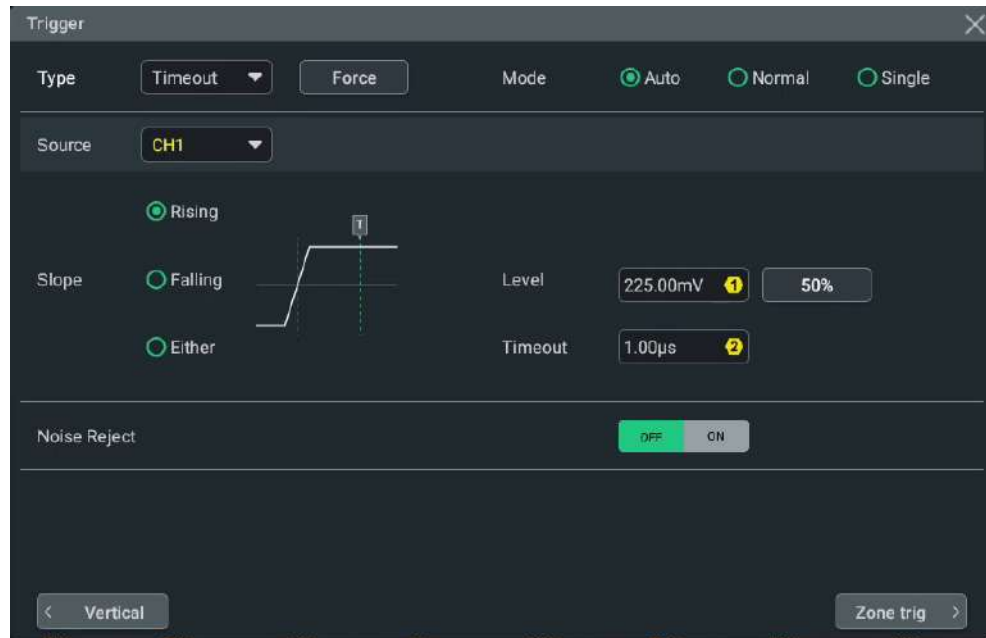 Trigger
Type Timeout Force Mode Auto Normal Single
Source CH1
Rising
T
Slope Falling Level 225.00mV 1 50%
Either Timeout 1.00μs 2
Noise Reject OFF ON
< Vertical Zone trig >